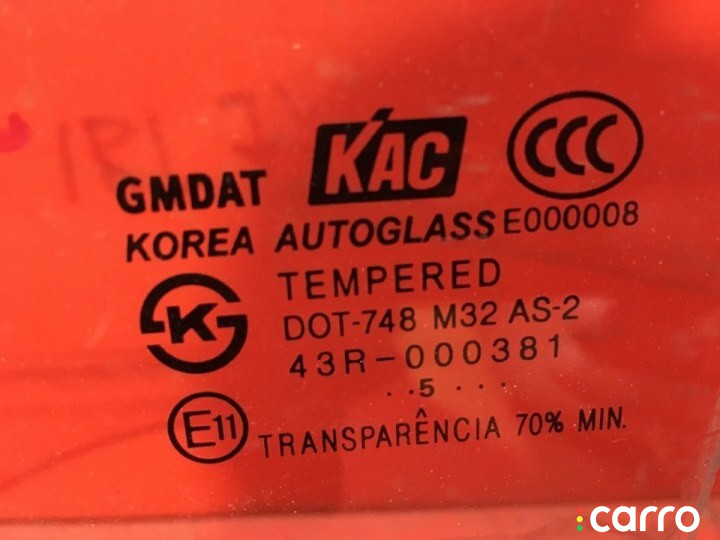 GMDAT KAC CCC
KOREA AUTOGLASS E000008
K TEMPERED
DOT-748 M32 AS-2
43R-000381
..5...
E11 TRANSPARÊNCIA 70% MIN.
:carro